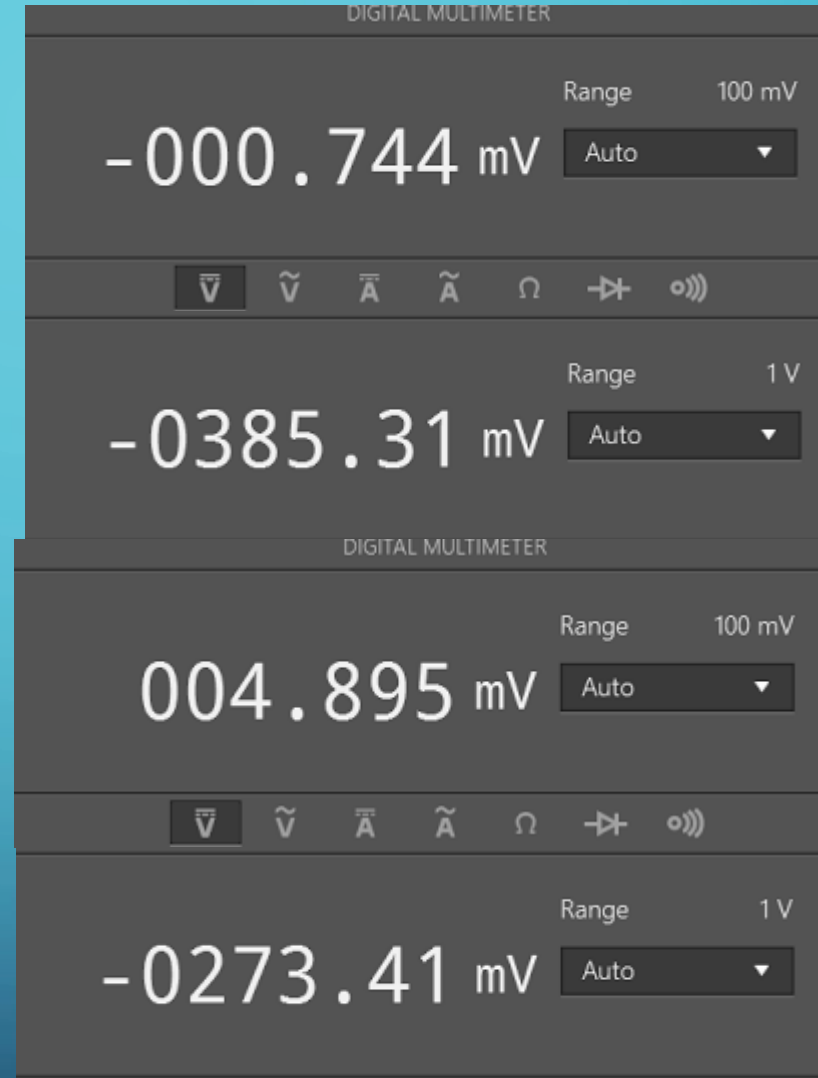 DIGITAL MULTIMETER
Range 100 mV
-000.744 mV Auto
V V A A Ω
Range 1 V
-0385.31 mV Auto
DIGITAL MULTIMETER
Range 100 mV
004.895 mV Auto
V V A A Ω
Range 1 V
-0273.41 mV Auto